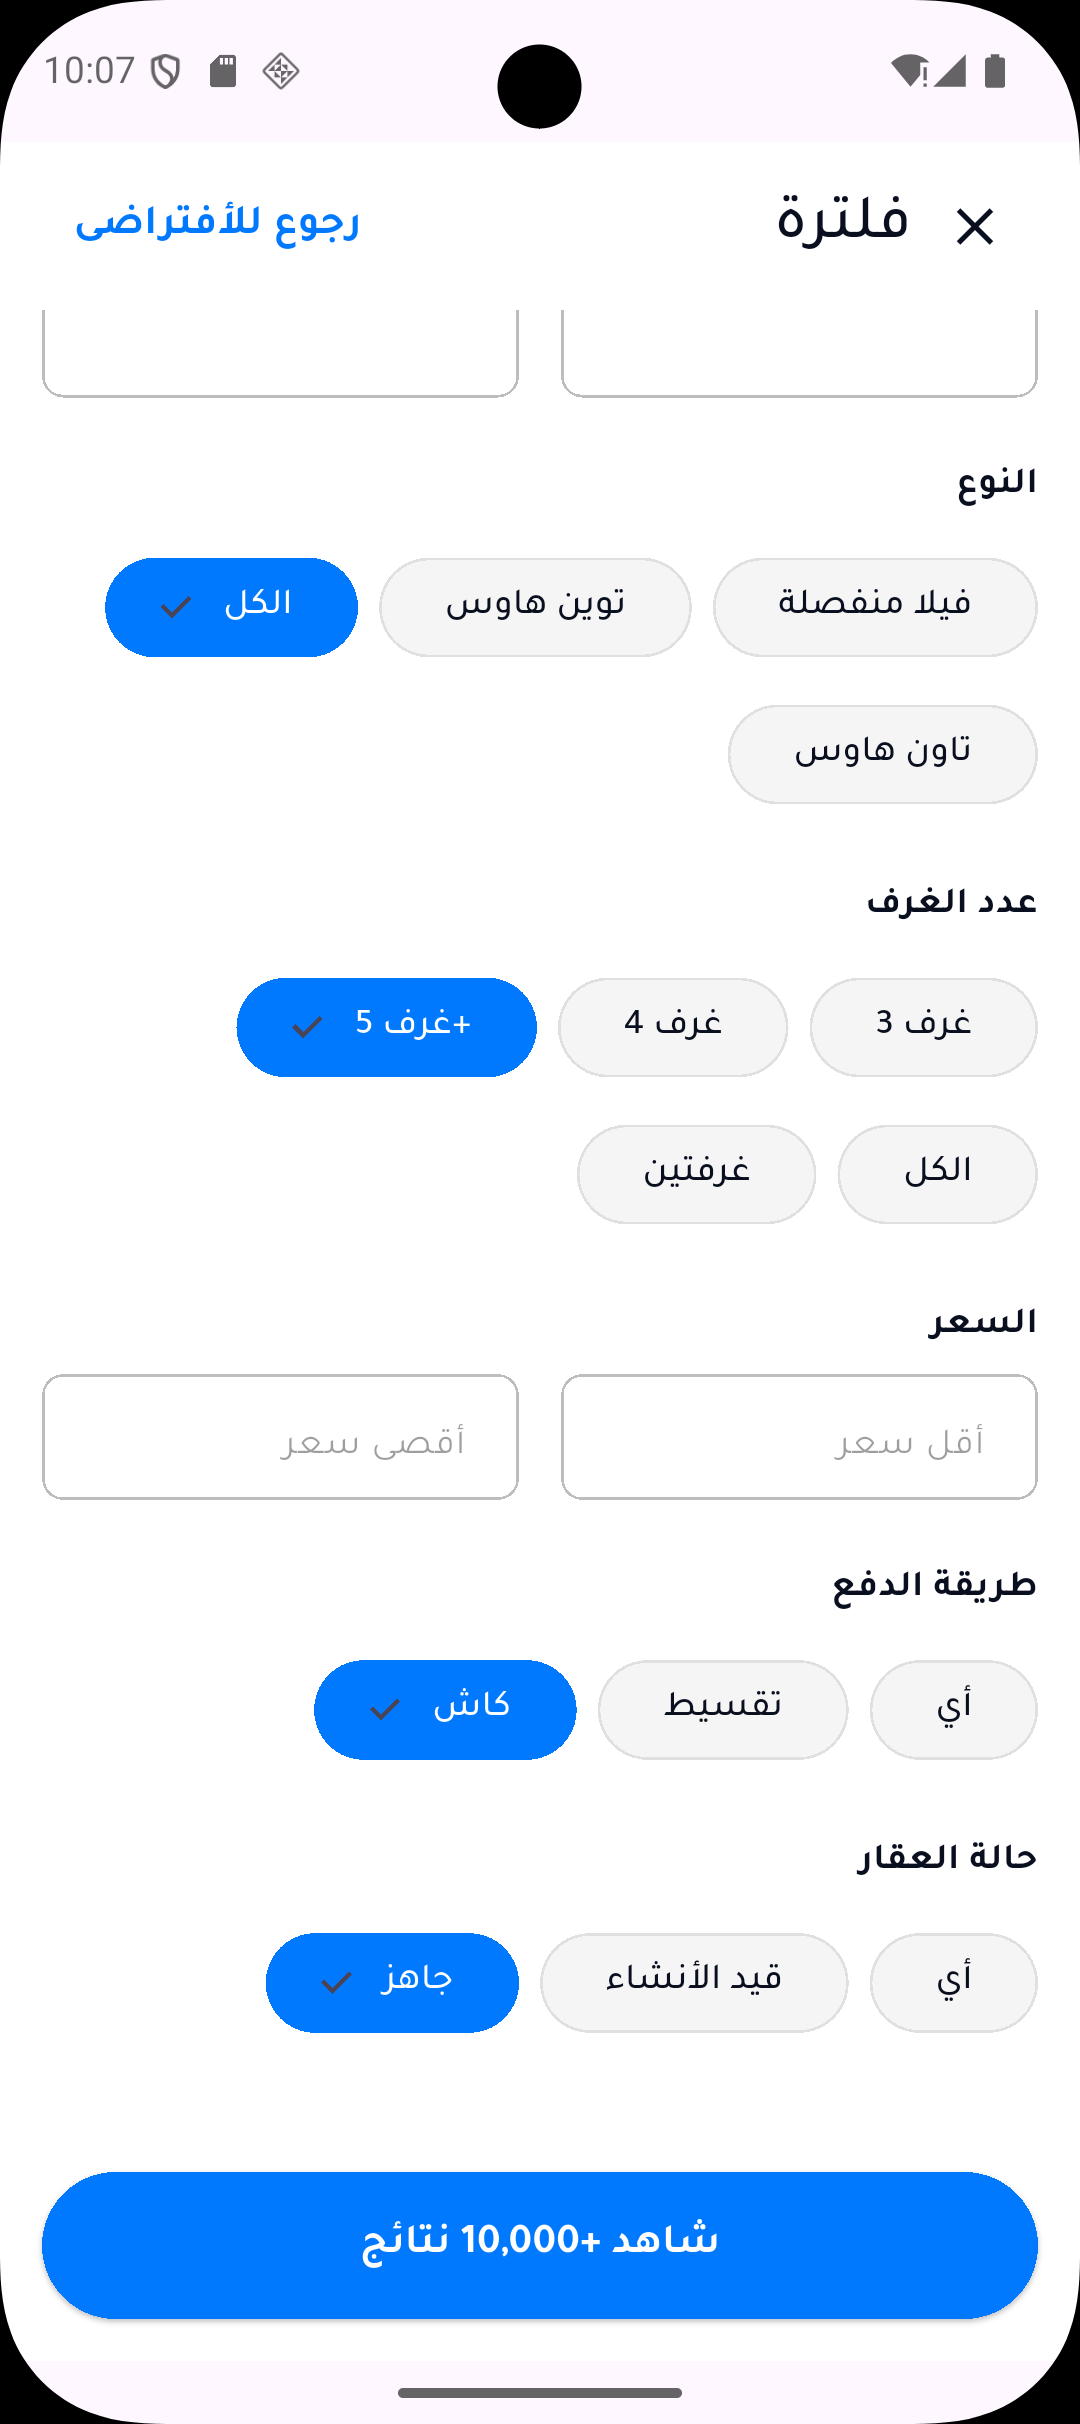 10:07
فلترة
رجوع للأفتراضى
النوع
فيلا منفصلة
توين هاوس
الكل
تاون هاوس
عدد الغرف
3 غرف
4 غرف
5 غرف+
الكل
غرفتين
السعر
أقل سعر
أقصى سعر
طريقة الدفع
أي
تقسيط
كاش
حالة العقار
أي
قيد الأنشاء
جاهز
شاهد +10,000 نتائج